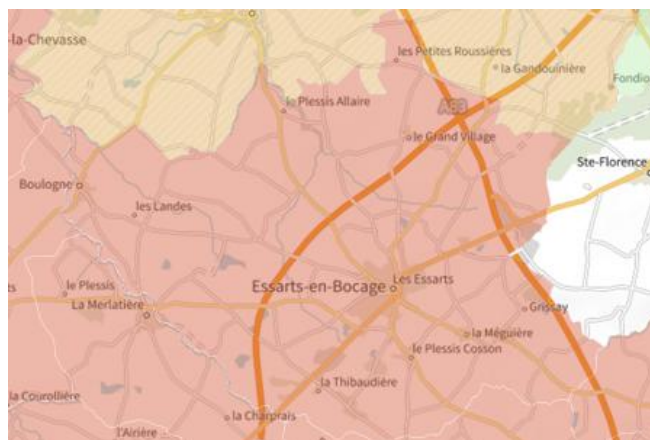 -la-Chevasse
les Petites Roussières
la Gandouinière
Fondio
le Plessis Allaire
A83
le Grand Village
Ste-Florence
Boulogne
les Landes
le Plessis
ts
La Merlatière
Essarts-en-Bocage
Les Essarts
Grissay
la Méguière
le Plessis Cosson
la Thibaudière
la Courollière
la Charprais
l'Airière